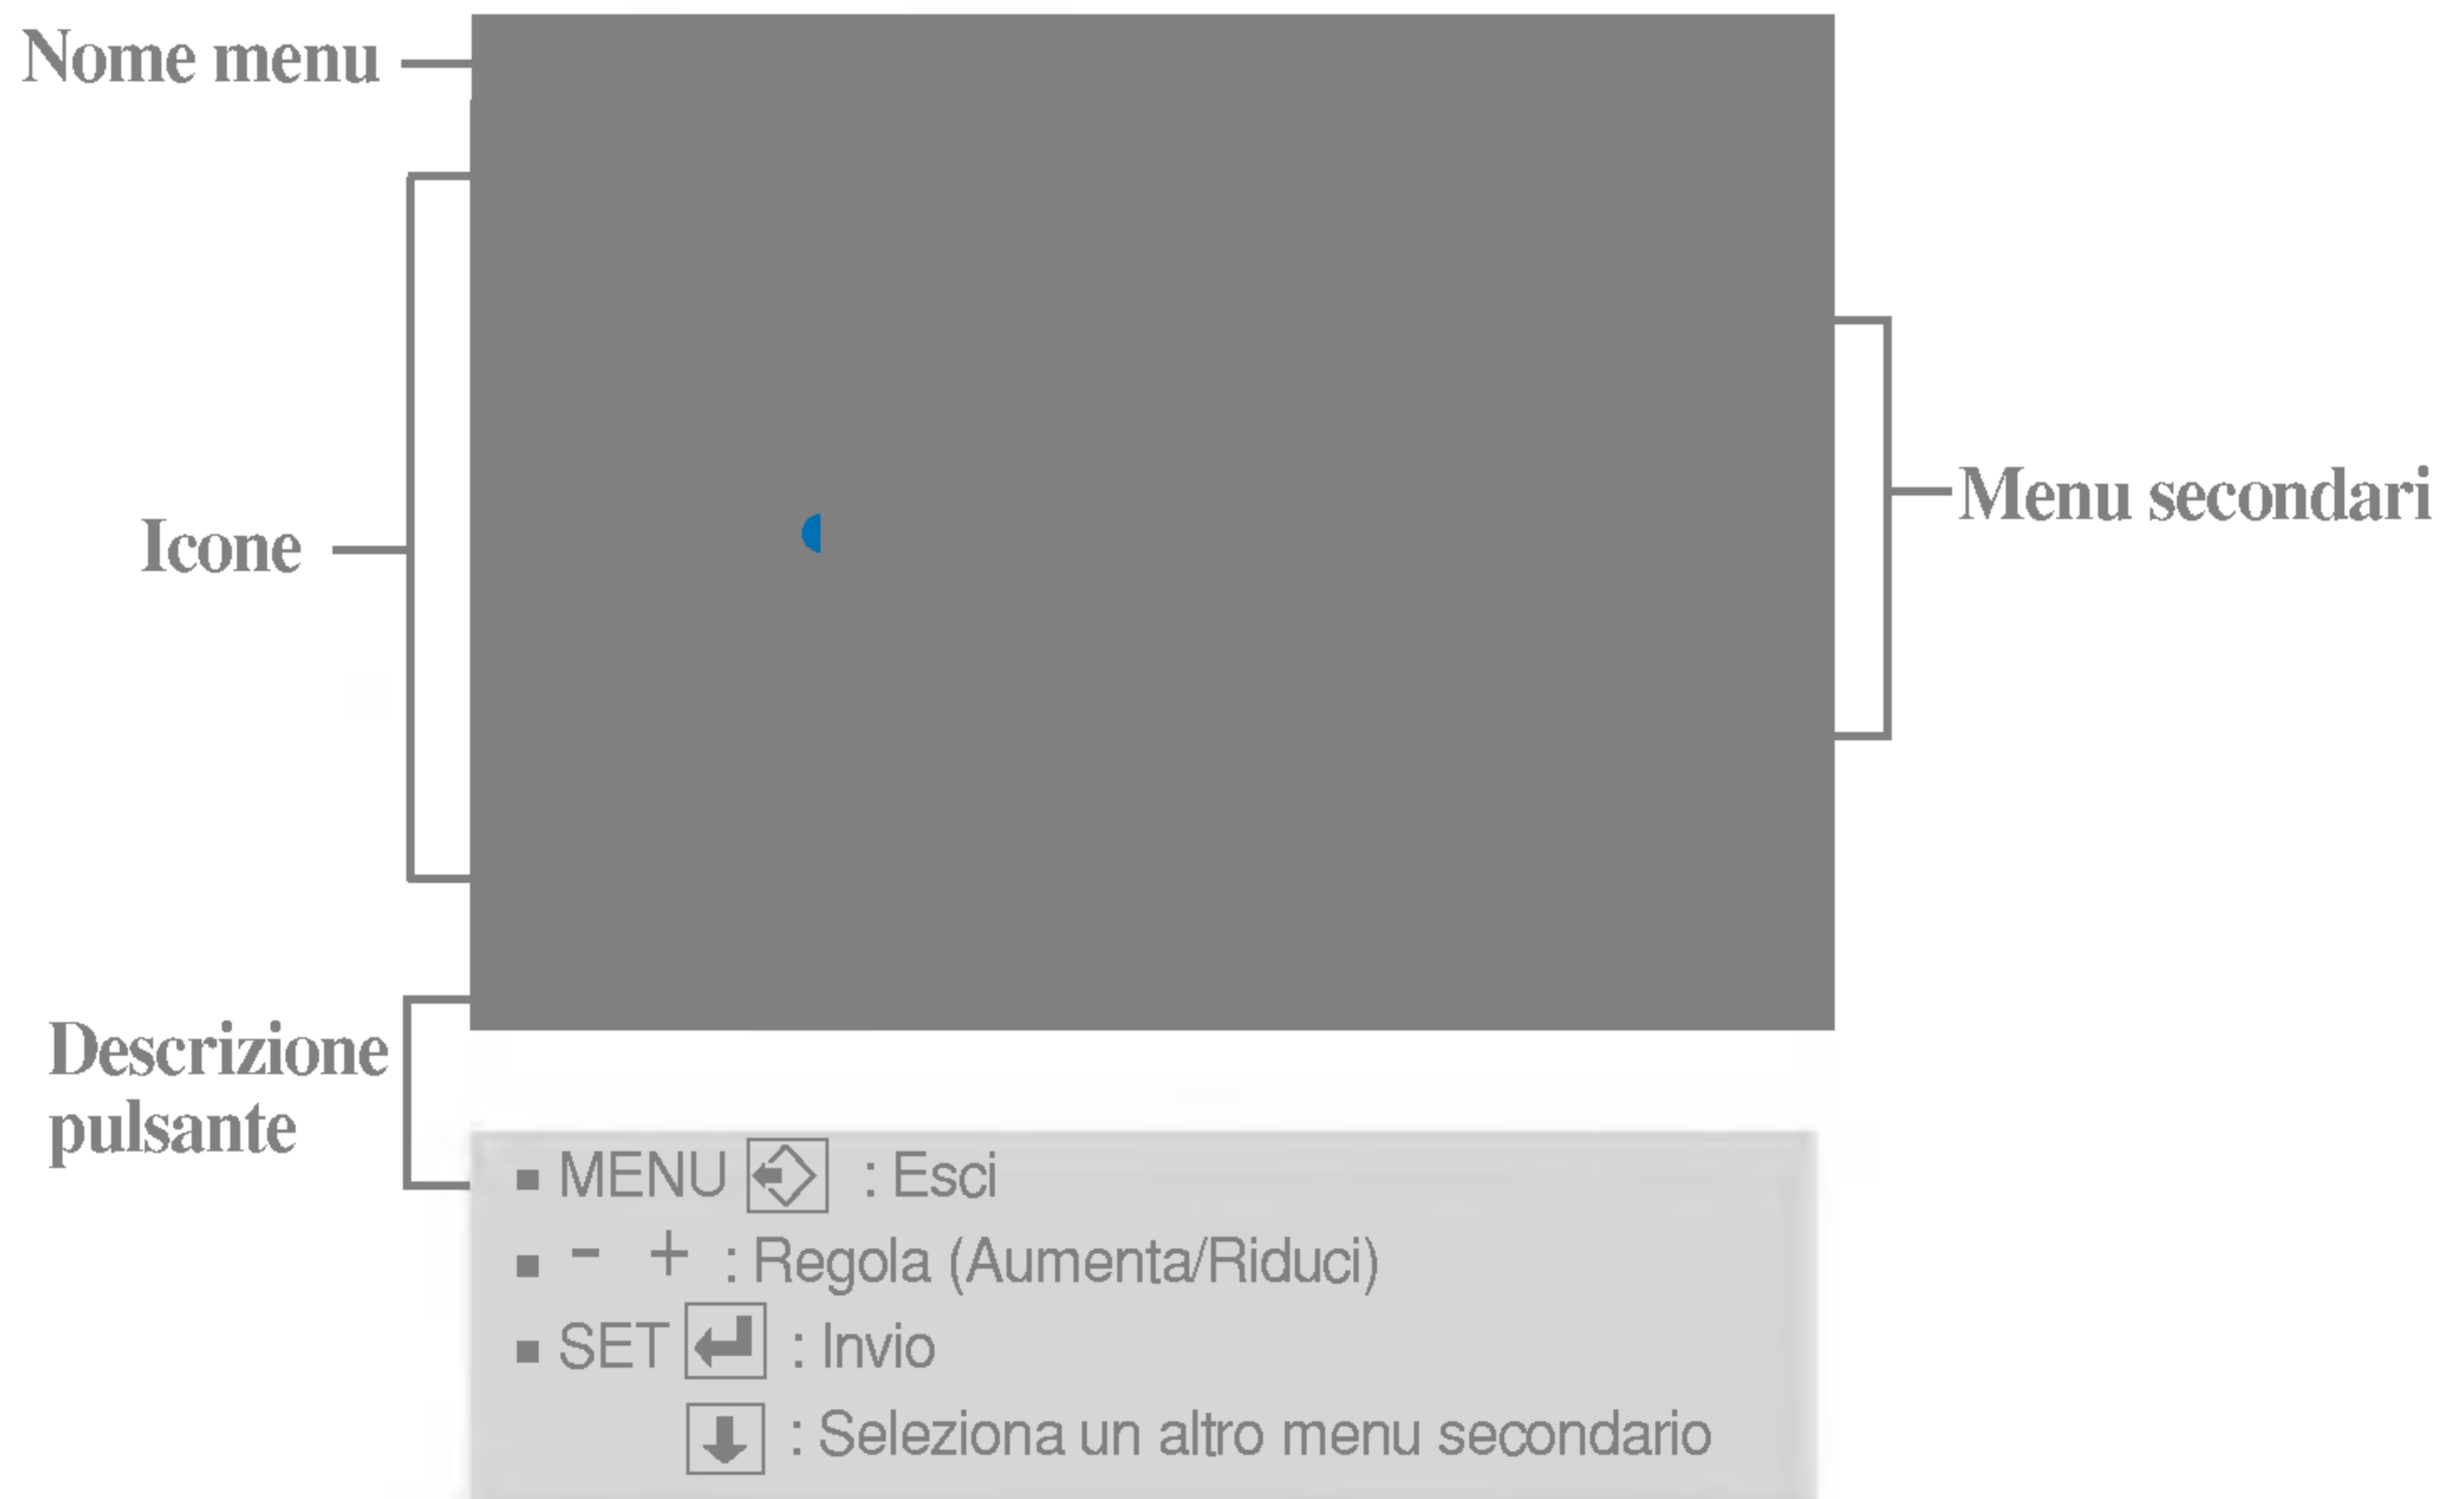 Nome menu
Icone
Menu secondari
Descrizione
pulsante
MENU : Esci
- + : Regola (Aumenta/Riduci)
SET : Invio
: Seleziona un altro menu secondario